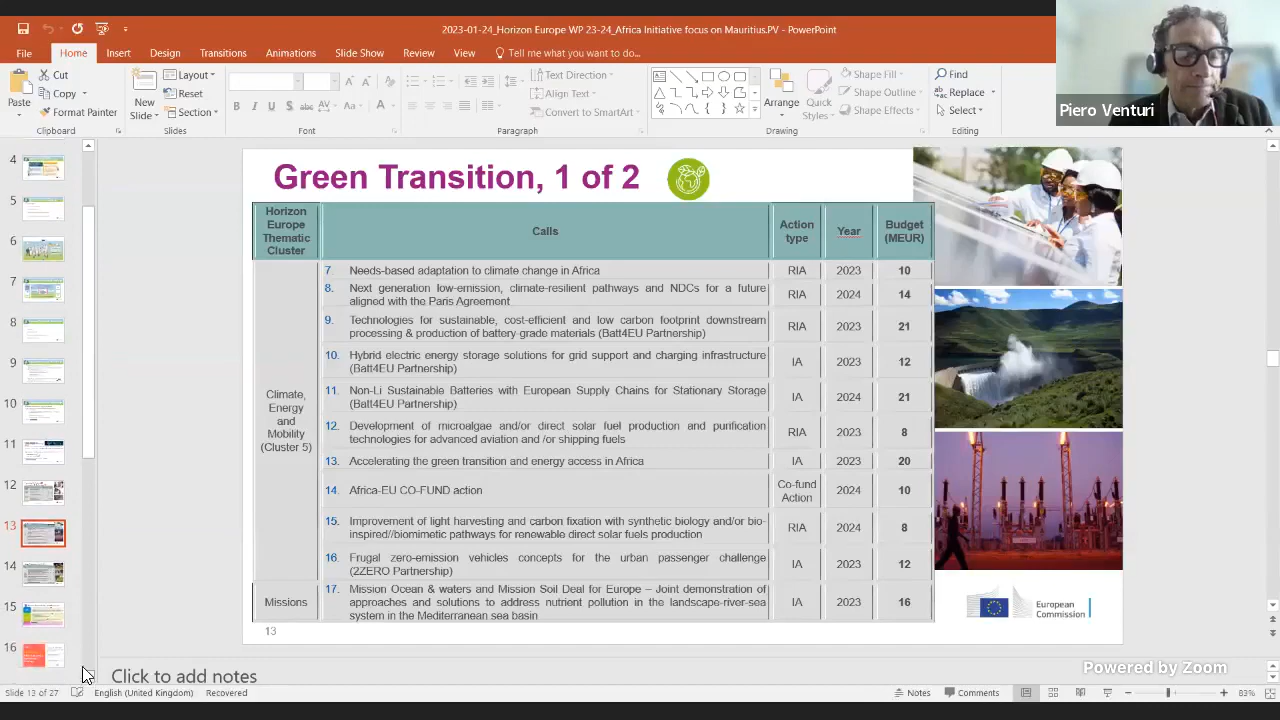 2023-01-24_Horizon Europe WP 23-24_Africa Initiative focus on Mauritius.PV - PowerPoint
File Home Insert Design Transitions Animations Slide Show Review View Tell me what you want to do...
Paste
Cut
Copy
Format Painter
Clipboard
New Slide
Layout
Reset
Section
Slides
B I U S abc AV Aa A
Font
Text Direction
Align Text
Convert to SmartArt
Paragraph
Arrange
Quick Styles
Shape Fill
Shape Outline
Shape Effects
Drawing
Find
Replace
Select
Editing
Piero Venturi
4
5
6
7
8
9
10
11
12
13
14
15
16
Green Transition, 1 of 2
Horizon Europe Thematic Cluster
Calls
Action type
Year
Budget (MEUR)
Climate, Energy and Mobility (Cluster 5)
7. Needs-based adaptation to climate change in Africa RIA 2023 10
8. Next generation low-emission, climate-resilient pathways and NDCs for a future
aligned with the Paris Agreement RIA 2024 14
9. Technologies for sustainable, cost-efficient and low carbon footprint downstream
processing & production of battery-grade materials (Batt4EU Partnership) RIA 2023 21
10. Hybrid electric energy storage solutions for grid support and charging infrastructure
(Batt4EU Partnership) IA 2023 12
11. Non-Li Sustainable Batteries with European Supply Chains for Stationary Storage
(Batt4EU Partnership) IA 2024 21
12. Development of microalgae and/or direct solar fuel production and purification
technologies for advanced aviation and /or shipping fuels RIA 2023 8
13. Accelerating the green transition and energy access in Africa IA 2023 20
14. Africa-EU CO-FUND action Co-fund Action 2024 10
15. Improvement of light harvesting and carbon fixation with synthetic biology and/or bio-
inspired//biomimetic pathways for renewable direct solar fuels production RIA 2024 8
16. Frugal zero-emission vehicles concepts for the urban passenger challenge
(2ZERO Partnership) IA 2023 12
Missions
17. Mission Ocean & waters and Mission Soil Deal for Europe – Joint demonstration of
approaches and solutions to address nutrient pollution in the landscape-river-sea
system in the Mediterranean sea basin IA 2023 16
13
European
Commission
Click to add notes
Powered by Zoom
Slide 13 of 27 English (United Kingdom) Recovered Notes Comments 83%